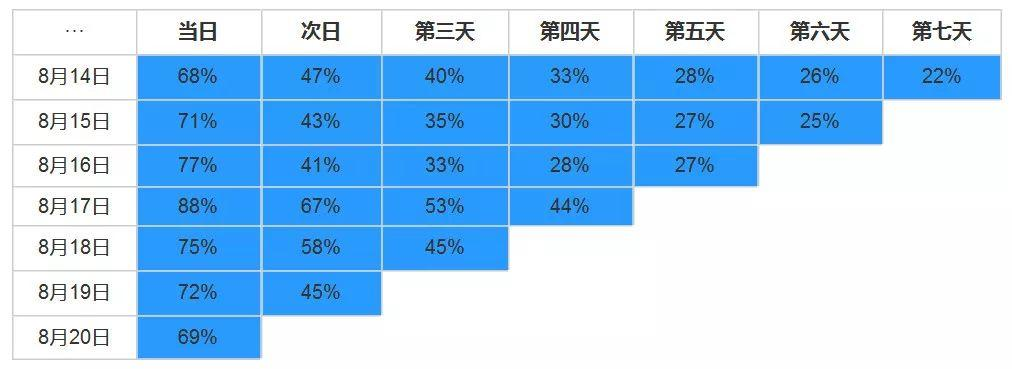 ... 当日 次日 第三天 第四天 第五天 第六天 第七天
8月14日 68% 47% 40% 33% 28% 26% 22%
8月15日 71% 43% 35% 30% 27% 25%
8月16日 77% 41% 33% 28% 27%
8月17日 88% 67% 53% 44%
8月18日 75% 58% 45%
8月19日 72% 45%
8月20日 69%